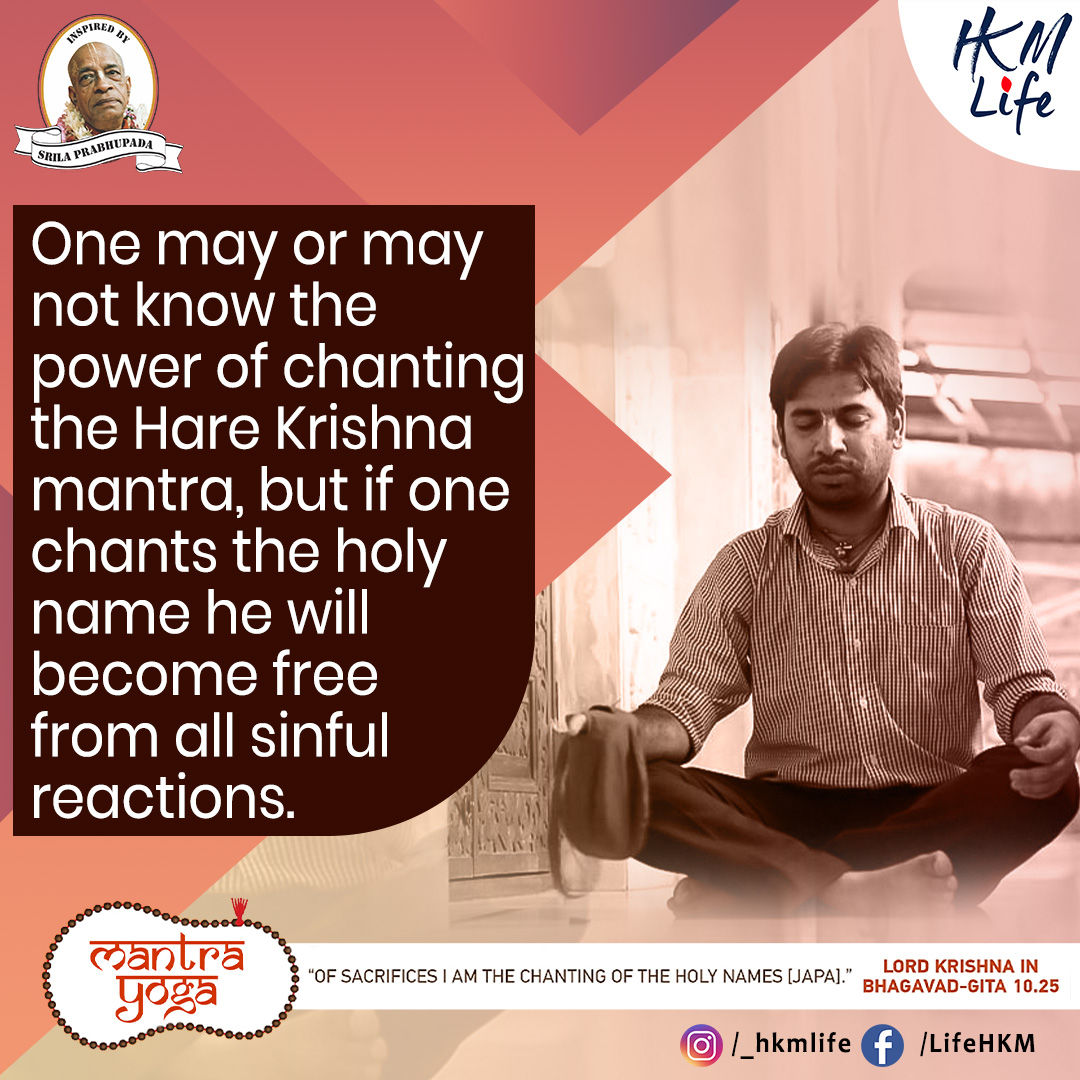 INSPIRED BY
SRILA PRABHUPADA
HKM
Life
One may or may
not know the
power of chanting
the Hare Krishna
mantra, but if one
chants the holy
name he will
become free
from all sinful
reactions.
mantra
yoga
“OF SACRIFICES I AM THE CHANTING OF THE HOLY NAMES [JAPA].”
LORD KRISHNA IN
BHAGAVAD-GITA 10.25
/_hkmlife
/LifeHKM